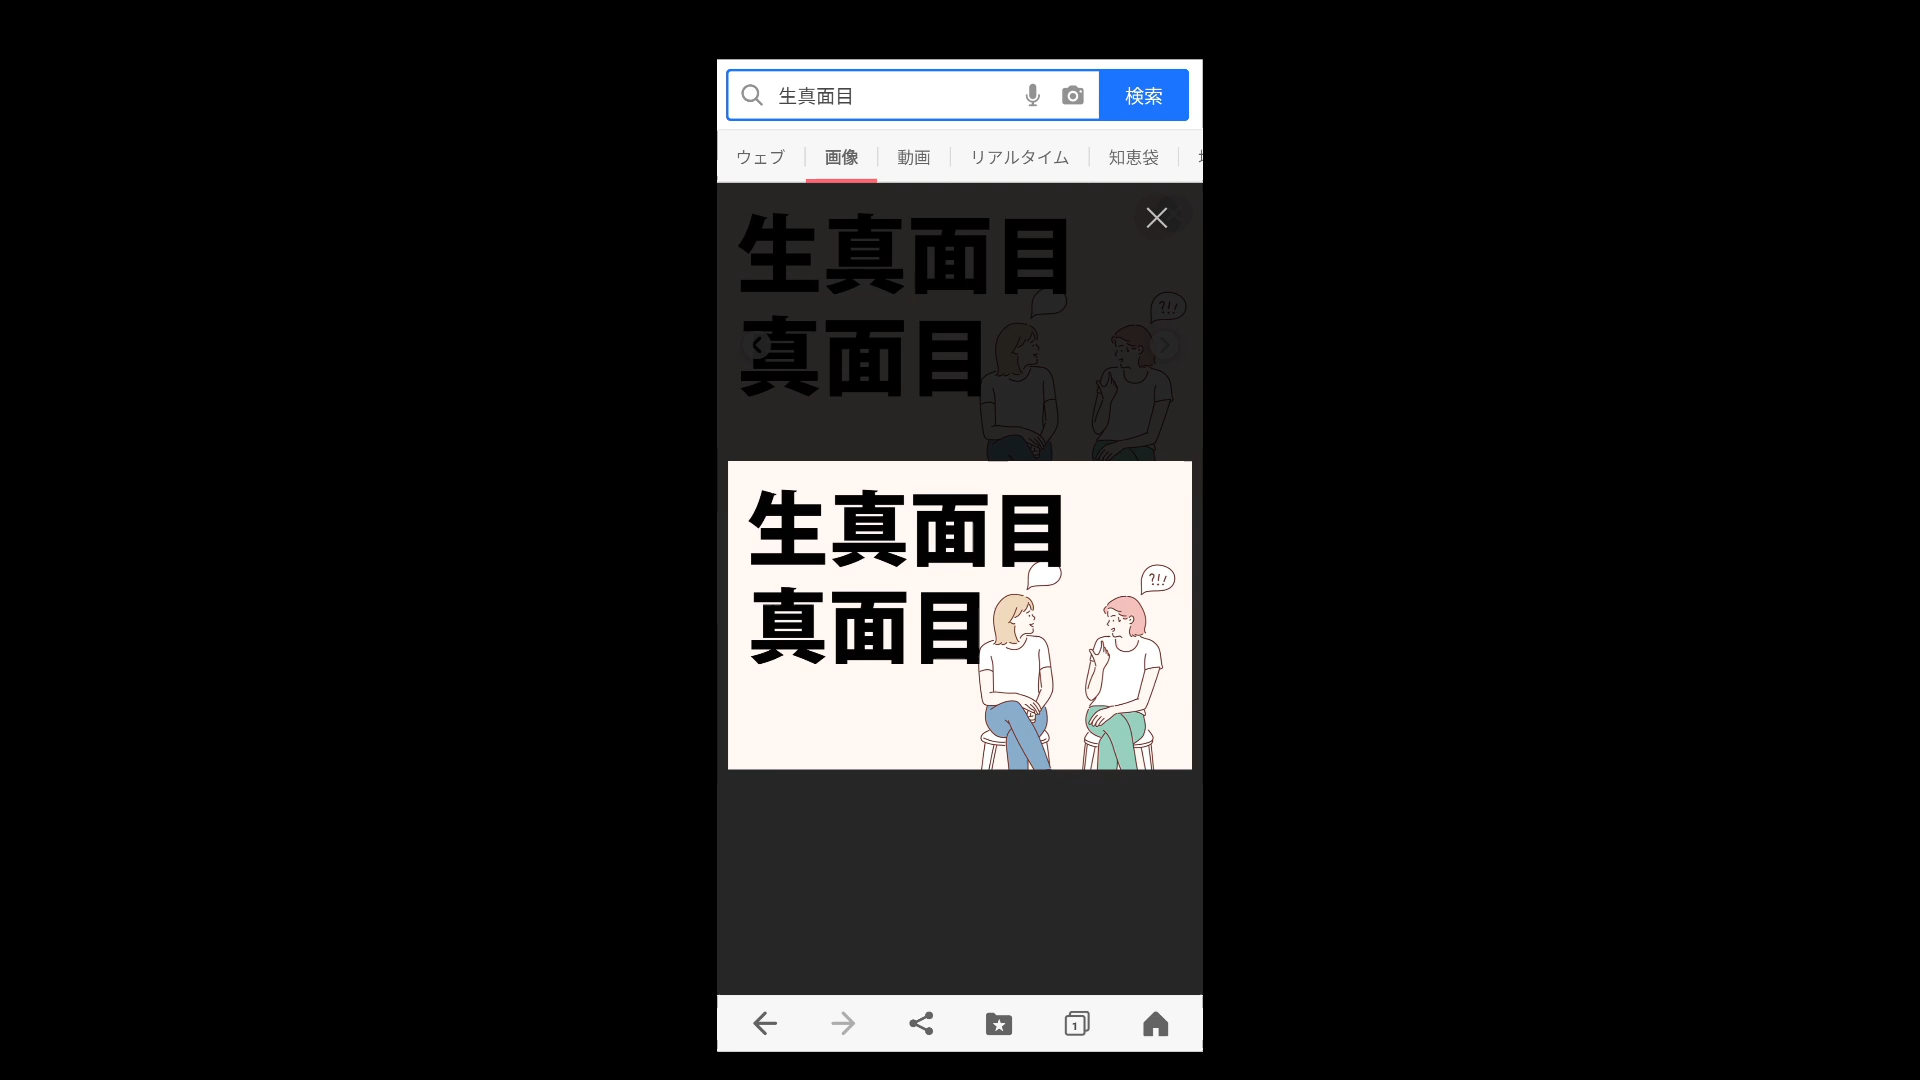 生真面目
検索
ウェブ
画像
動画
リアルタイム
知恵袋
生真面目
?!!
真面目
生真面目
?!!
真面目
1